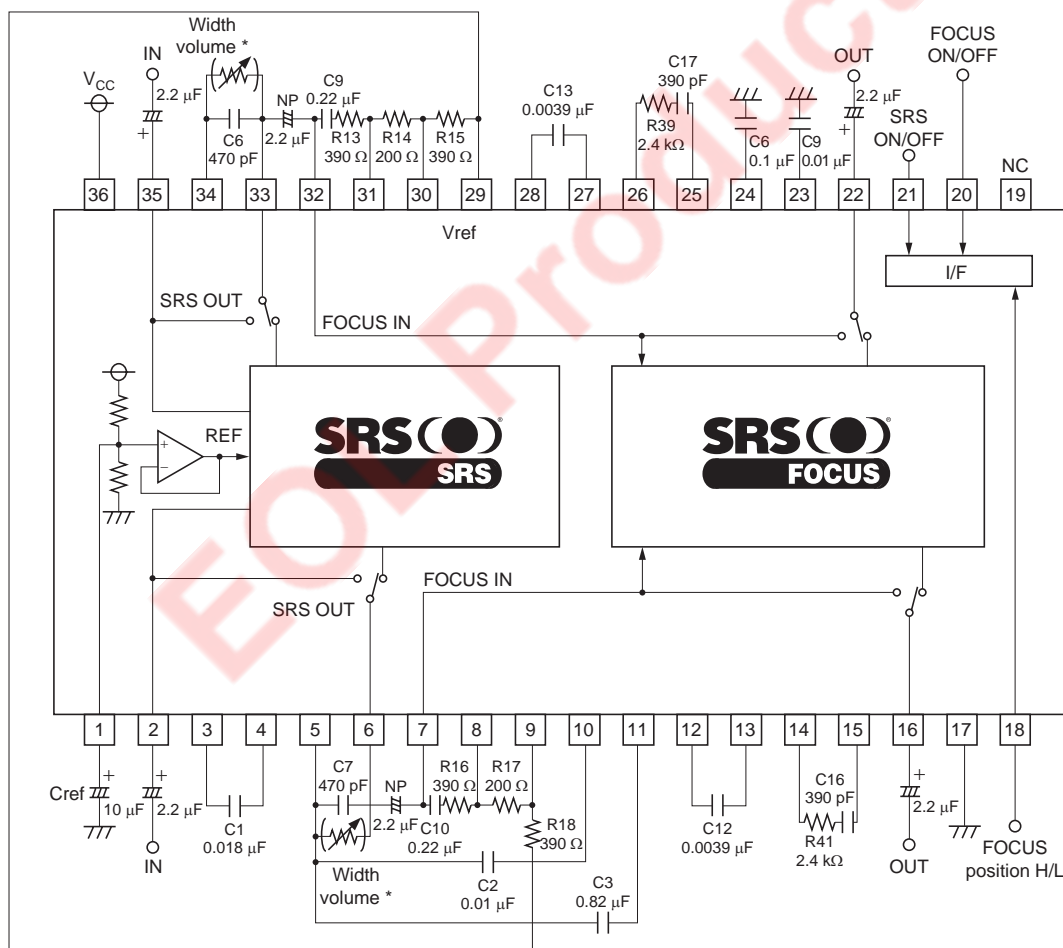 EOL Product
Width
volume *
IN
VCC
2.2 µF
+
C6
470 pF
NP
2.2 µF
C9
0.22 µF
R13
390 Ω
R14
200 Ω
R15
390 Ω
C13
0.0039 µF
C17
390 pF
R39
2.4 kΩ
C6
0.1 µF
C9
0.01 µF
OUT
2.2 µF
+
SRS
ON/OFF
FOCUS
ON/OFF
NC
36 35 34 33 32 31 30 29 28 27 26 25 24 23 22 21 20 19
Vref
I/F
SRS OUT
FOCUS IN
REF
+
−
SRS®
SRS
SRS®
FOCUS
SRS OUT
FOCUS IN
1 2 3 4 5 6 7 8 9 10 11 12 13 14 15 16 17 18
Cref
+
10 µF
+
2.2 µF
IN
C1
0.018 µF
C7
470 pF
NP
2.2 µF
Width
volume *
C10
0.22 µF
R16
390 Ω
R17
200 Ω
R18
390 Ω
C2
0.01 µF
C3
0.82 µF
C12
0.0039 µF
C16
390 pF
R41
2.4 kΩ
+
2.2 µF
OUT
FOCUS
position H/L